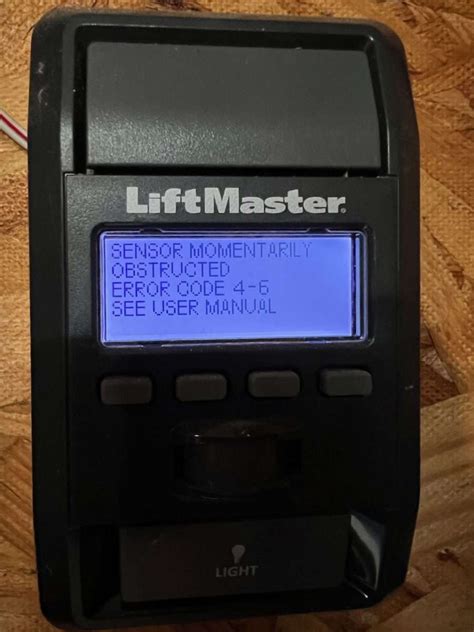 LiftMaster
SENSOR MOMENTARILY
OBSTRUCTED
ERROR CODE 4-6
SEE USER MANUAL
LIGHT